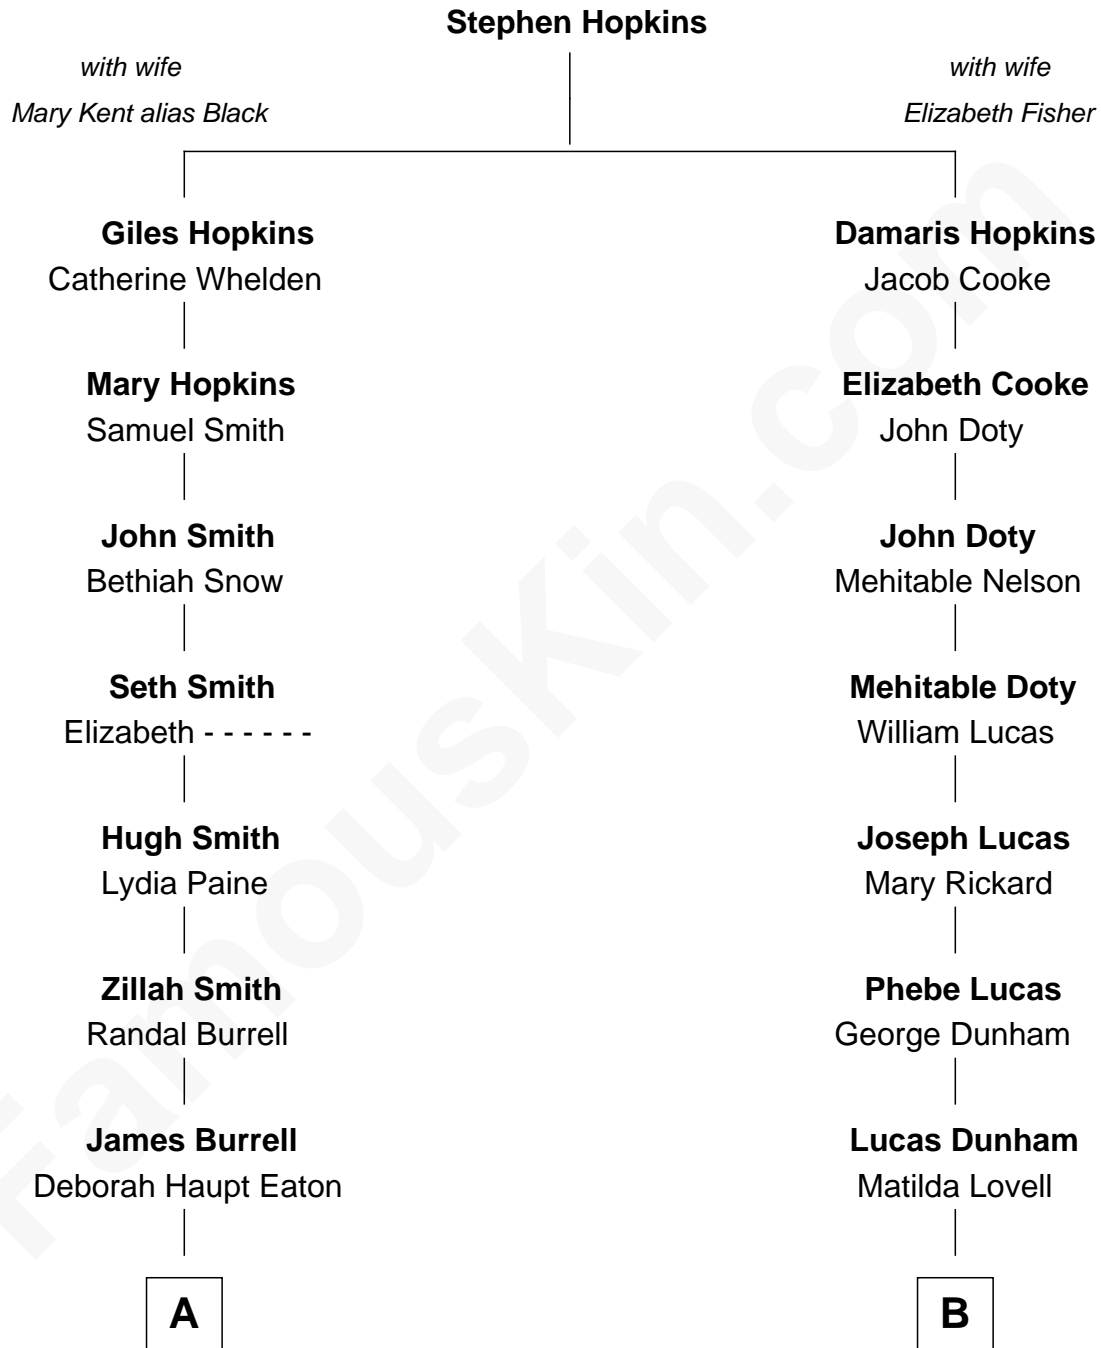 Stephen Hopkins
with wife
Mary Kent alias Black
with wife
Elizabeth Fisher
Giles Hopkins
Catherine Whelden
Damaris Hopkins
Jacob Cooke
Mary Hopkins
Samuel Smith
Elizabeth Cooke
John Doty
John Smith
Bethiah Snow
John Doty
Mehitable Nelson
Seth Smith
Elizabeth - - - - - -
Mehitable Doty
William Lucas
Hugh Smith
Lydia Paine
Joseph Lucas
Mary Rickard
Zillah Smith
Randal Burrell
Phebe Lucas
George Dunham
James Burrell
Deborah Haupt Eaton
Lucas Dunham
Matilda Lovell
A
B
FamousKin.com